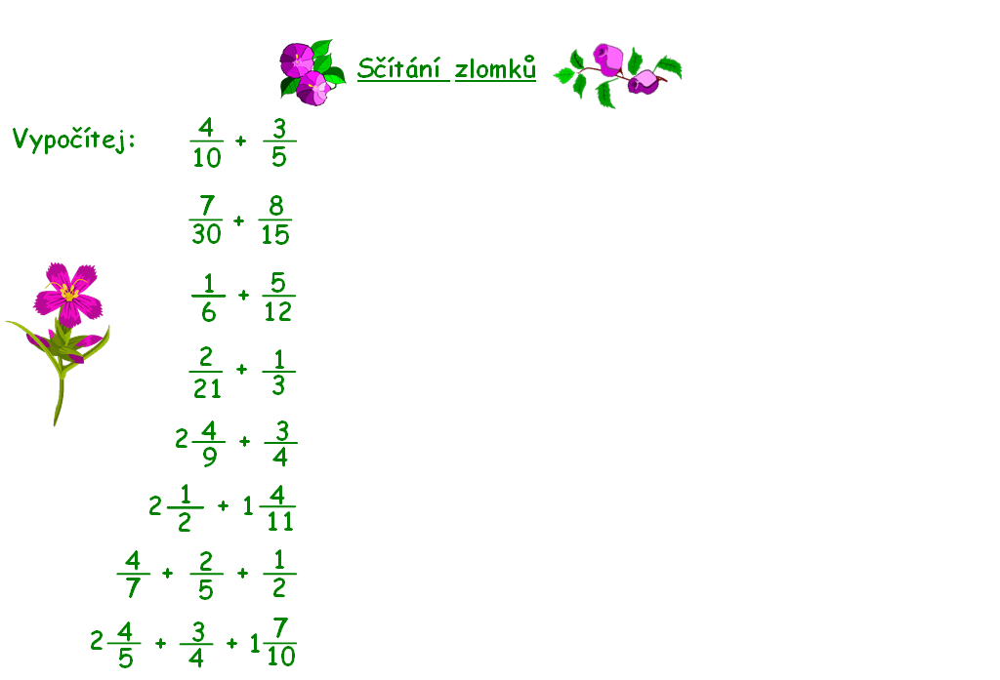 Sčítání zlomků
Vypočítej: 4/10 + 3/5
7/30 + 8/15
1/6 + 5/12
2/21 + 1/3
2 4/9 + 3/4
2 1/2 + 1 4/11
4/7 + 2/5 + 1/2
2 4/5 + 3/4 + 1 7/10